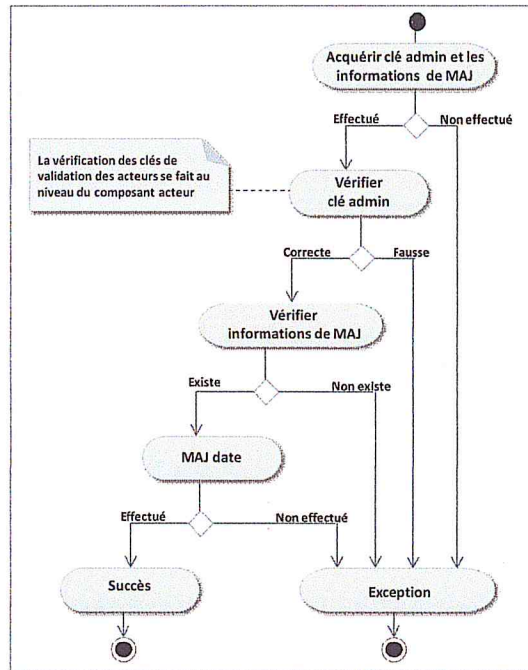 Acquérir clé admin et les
informations de MAJ
Effectué
Non effectué
La vérification des clés de
validation des acteurs se fait au
niveau du composant acteur
Vérifier
clé admin
Correcte
Fausse
Vérifier
informations de MAJ
Existe
Non existe
MAJ date
Effectué
Non effectué
Succès
Exception